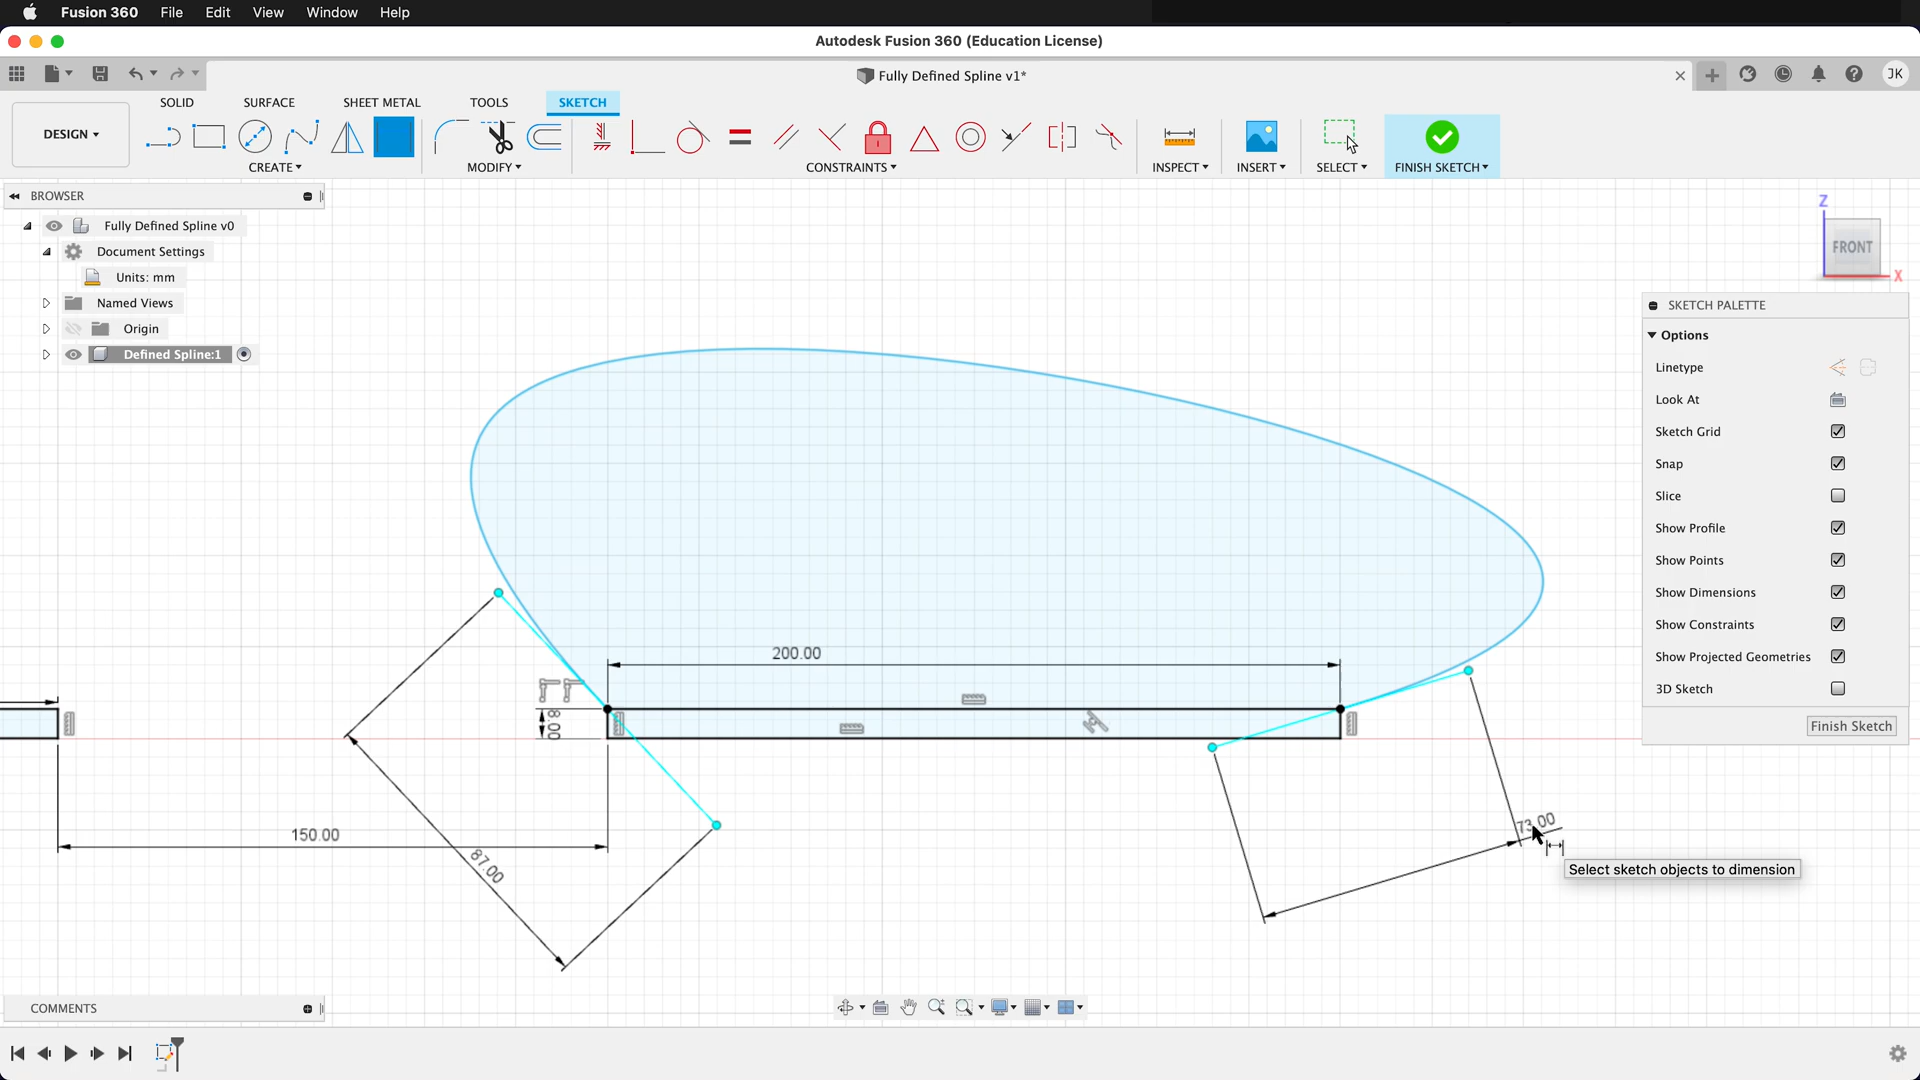 Fusion 360 File Edit View Window Help
Autodesk Fusion 360 (Education License)
Fully Defined Spline v1*
JK
SOLID SURFACE SHEET METAL TOOLS SKETCH
DESIGN
CREATE MODIFY CONSTRAINTS INSPECT INSERT SELECT FINISH SKETCH
BROWSER
Fully Defined Spline v0
Document Settings
Units: mm
Named Views
Origin
Defined Spline:1
Z
FRONT
X
SKETCH PALETTE
Options
Linetype
Look At
Sketch Grid
Snap
Slice
Show Profile
Show Points
Show Dimensions
Show Constraints
Show Projected Geometries
3D Sketch
Finish Sketch
200.00
8.00
150.00
87.00
73.00
Select sketch objects to dimension
COMMENTS